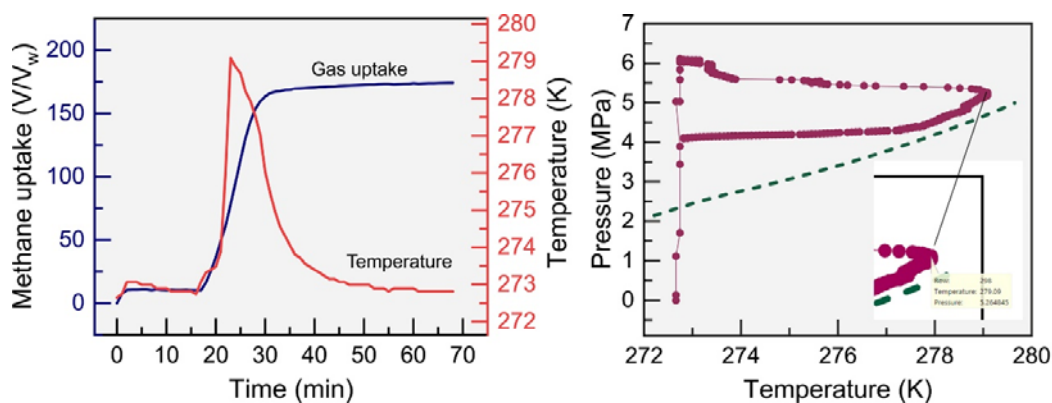 Methane uptake (V/Vw)
200
150
100
50
0
Gas uptake
Temperature
280
279
278
277
276
275
274
273
272
Temperature (K)
0 10 20 30 40 50 60 70
Time (min)
Pressure (MPa)
7
6
5
4
3
2
1
0
Temperature: 279.09
Pressure:
272 274 276 278 280
Temperature (K)